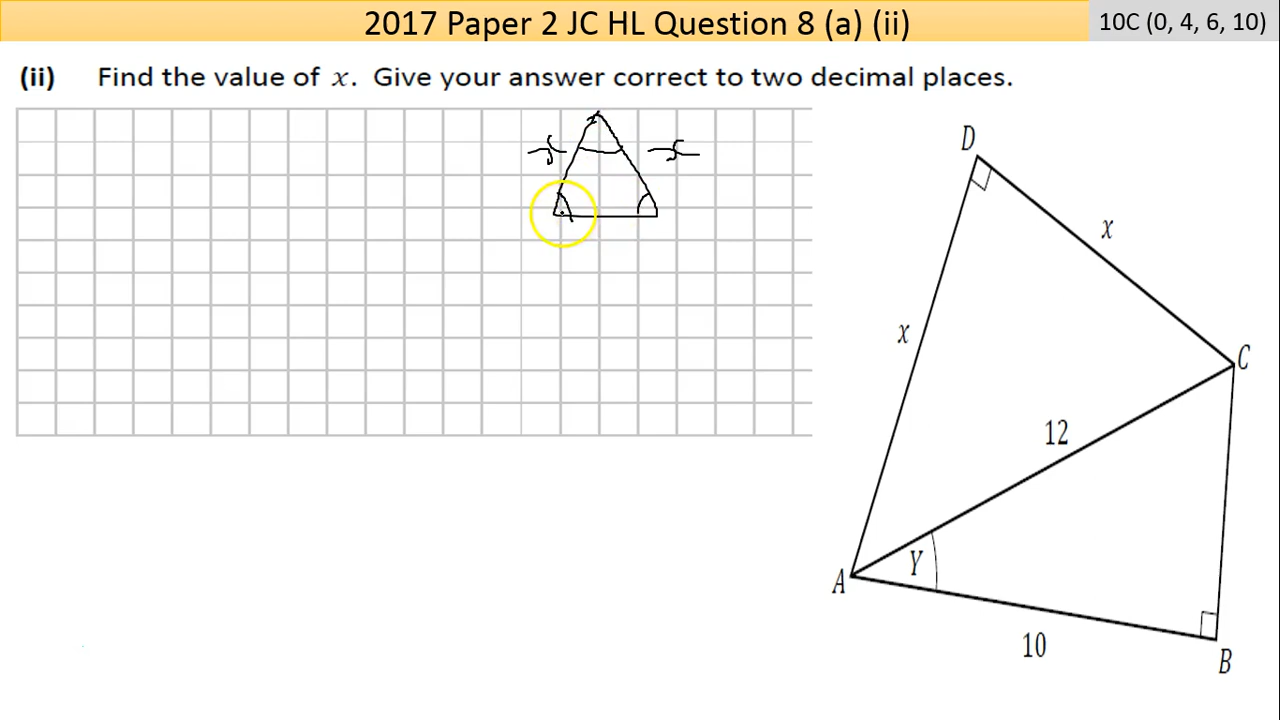 2017 Paper 2 JC HL Question 8 (a) (ii)
10C (0, 4, 6, 10)
(ii) Find the value of x. Give your answer correct to two decimal places.
D
x
x
C
12
A
Y
10
B